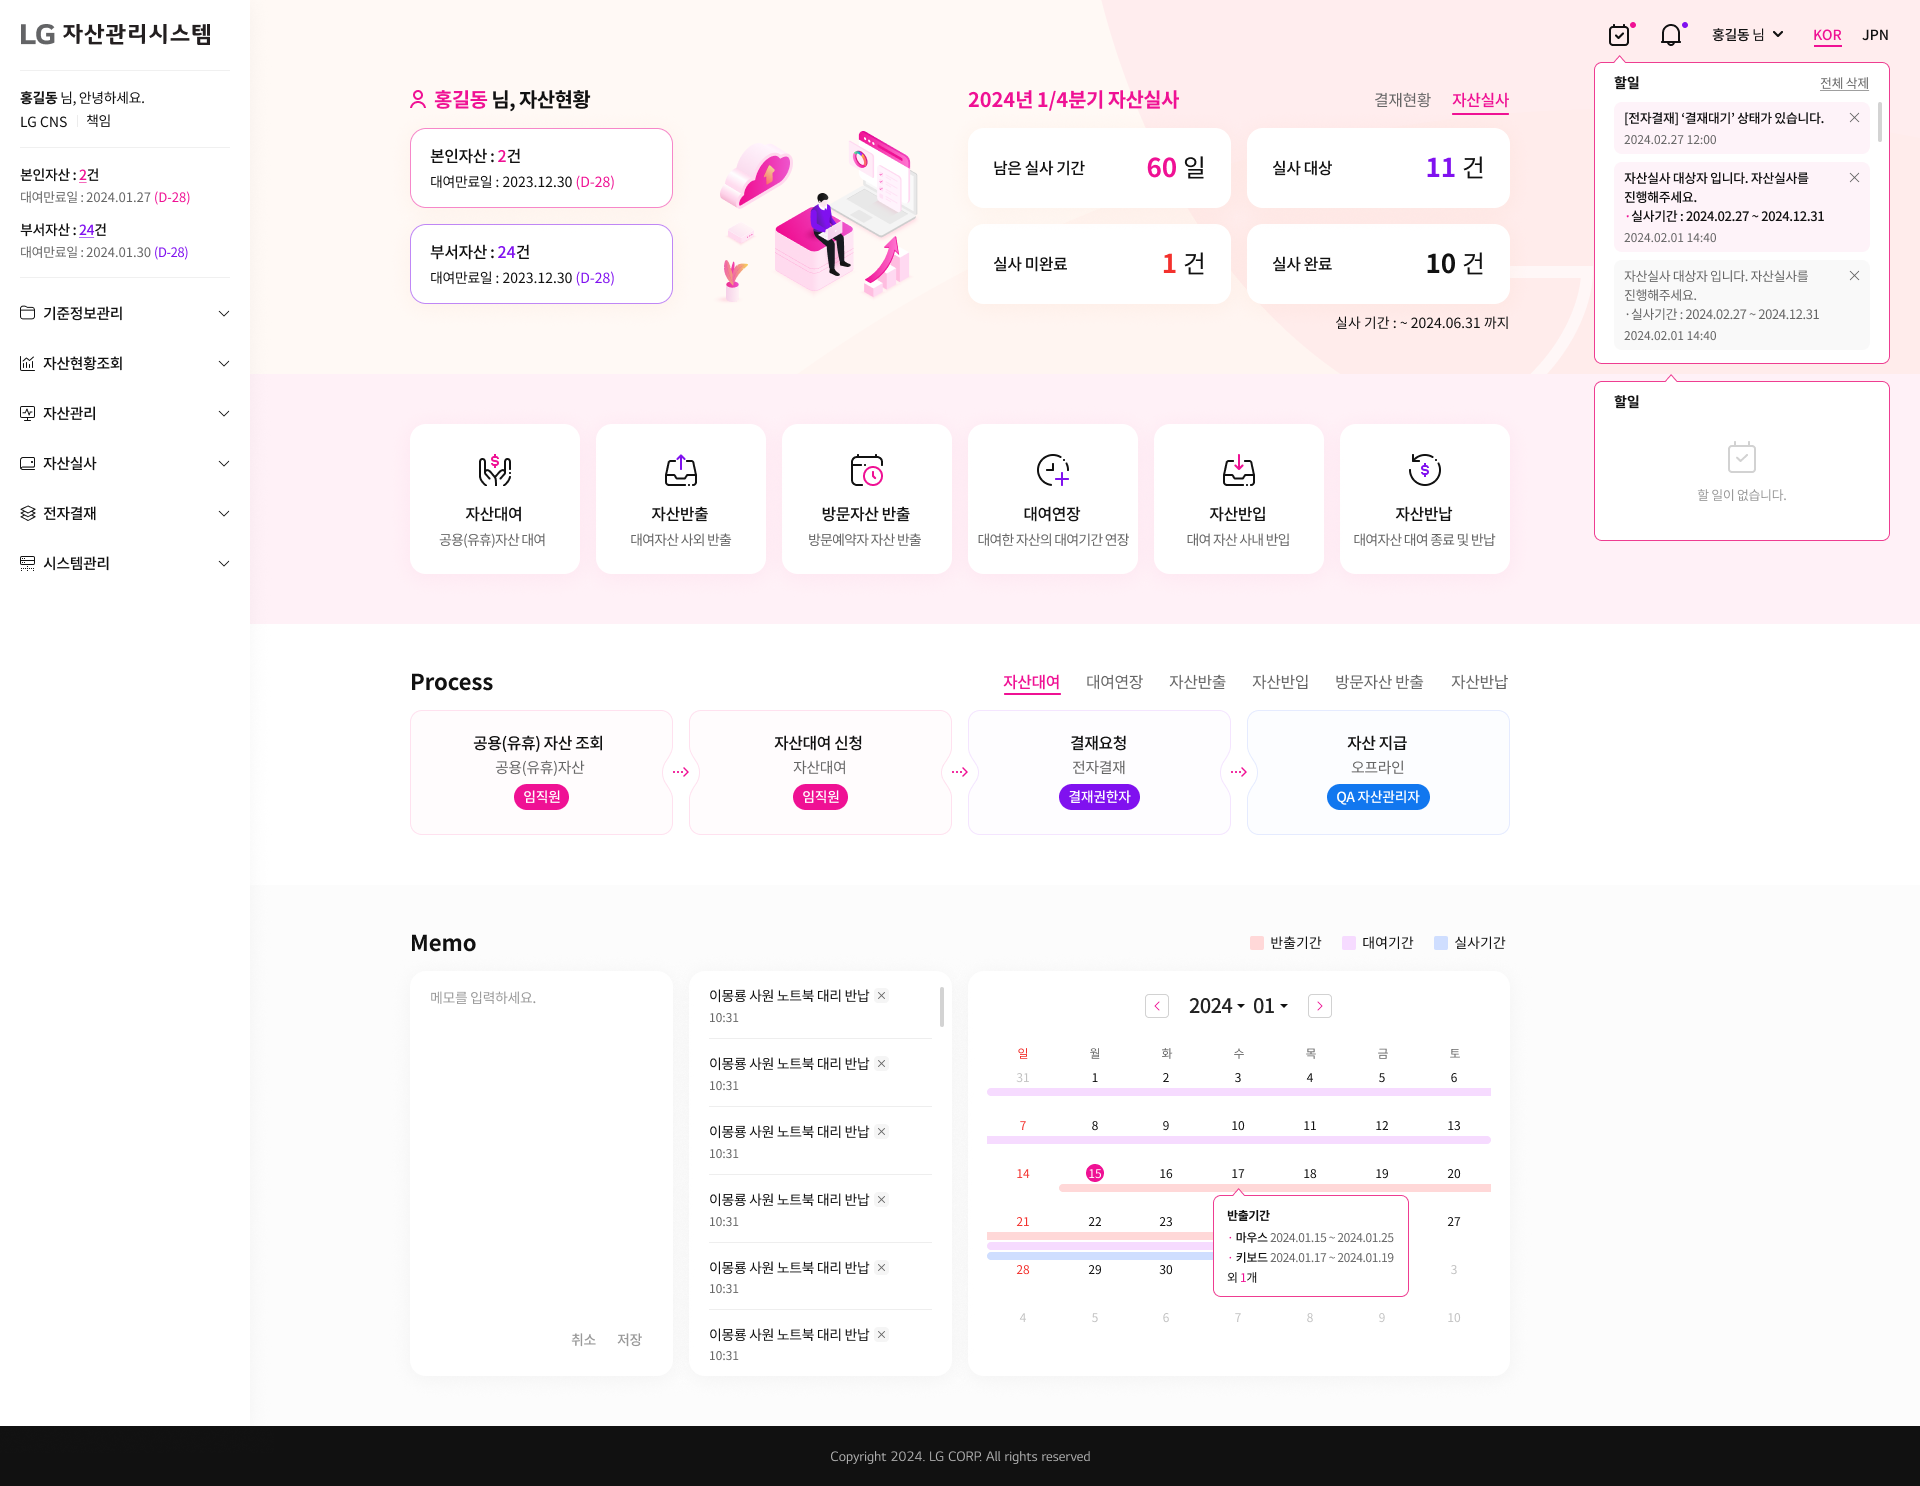 LG 자산관리시스템
홍길동 님, 안녕하세요.
LG CNS 책임
본인자산 : 2건
대여만료일 : 2024.01.27 (D-28)
부서자산 : 24건
대여만료일 : 2024.01.30 (D-28)
기준정보관리
자산현황조회
자산관리
자산실사
전자결재
시스템관리
홍길동 님
KOR JPN
홍길동 님, 자산현황
본인자산 : 2건
대여만료일 : 2023.12.30 (D-28)
부서자산 : 24건
대여만료일 : 2023.12.30 (D-28)
2024년 1/4분기 자산실사
결재현황 자산실사
남은 실사 기간 60 일
실사 대상 11 건
실사 미완료 1 건
실사 완료 10 건
실사 기간 : ~ 2024.06.31 까지
할일 전체 삭제
[전자결재] ‘결재대기’ 상태가 있습니다.
2024.02.27 12:00
자산실사 대상자 입니다. 자산실사를
진행해주세요.
· 실사기간 : 2024.02.27 ~ 2024.12.31
2024.02.01 14:40
자산실사 대상자 입니다. 자산실사를
진행해주세요.
· 실사기간 : 2024.02.27 ~ 2024.12.31
2024.02.01 14:40
할일
할 일이 없습니다.
자산대여
공용(유휴)자산 대여
자산반출
대여자산 사외 반출
방문자산 반출
방문예약자 자산 반출
대여연장
대여한 자산의 대여기간 연장
자산반입
대여 자산 사내 반입
자산반납
대여자산 대여 종료 및 반납
Process
자산대여 대여연장 자산반출 자산반입 방문자산 반출 자산반납
공용(유휴) 자산 조회
공용(유휴)자산
임직원
자산대여 신청
자산대여
임직원
결재요청
전자결재
결재권한자
자산 지급
오프라인
QA 자산관리자
Memo
반출기간 대여기간 실사기간
메모를 입력하세요.
취소 저장
이몽룡 사원 노트북 대리 반납
10:31
이몽룡 사원 노트북 대리 반납
10:31
이몽룡 사원 노트북 대리 반납
10:31
이몽룡 사원 노트북 대리 반납
10:31
이몽룡 사원 노트북 대리 반납
10:31
이몽룡 사원 노트북 대리 반납
10:31
2024 01
일 월 화 수 목 금 토
31 1 2 3 4 5 6
7 8 9 10 11 12 13
14 15 16 17 18 19 20
21 22 23 27
28 29 30 3
4 5 6 7 8 9 10
반출기간
· 마우스 2024.01.15 ~ 2024.01.25
· 키보드 2024.01.17 ~ 2024.01.19
외 1개
Copyright 2024. LG CORP. All rights reserved